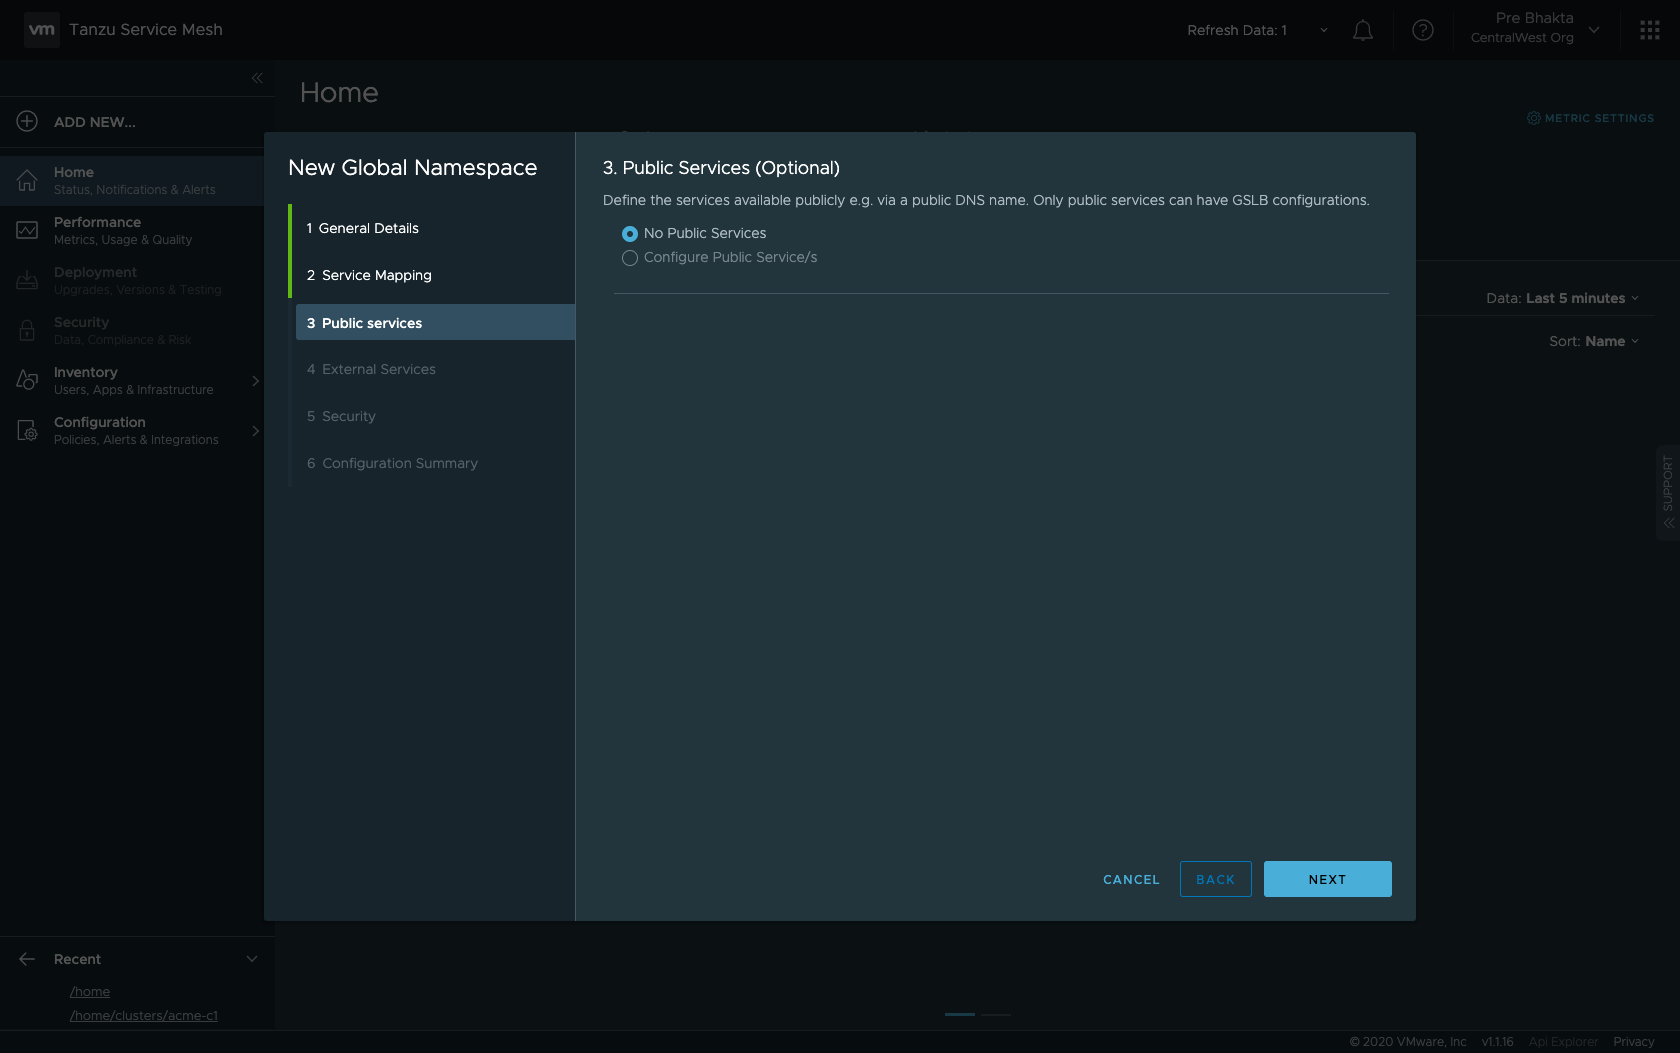 vm Tanzu Service Mesh
Refresh Data: 1
Pre Bhakta
CentralWest Org
Home
METRIC SETTINGS
ADD NEW...
Home
Status, Notifications & Alerts
Performance
Metrics, Usage & Quality
Deployment
Upgrades, Versions & Testing
Security
Data, Compliance & Risk
Inventory
Users, Apps & Infrastructure
Configuration
Policies, Alerts & Integrations
New Global Namespace
1 General Details
2 Service Mapping
3 Public services
4 External Services
5 Security
6 Configuration Summary
3. Public Services (Optional)
Define the services available publicly e.g. via a public DNS name. Only public services can have GSLB configurations.
No Public Services
Configure Public Service/s
CANCEL
BACK
NEXT
Data: Last 5 minutes
Sort: Name
SUPPORT
Recent
/home
/home/clusters/acme-c1
© 2020 VMware, Inc v1.1.16 Api Explorer Privacy